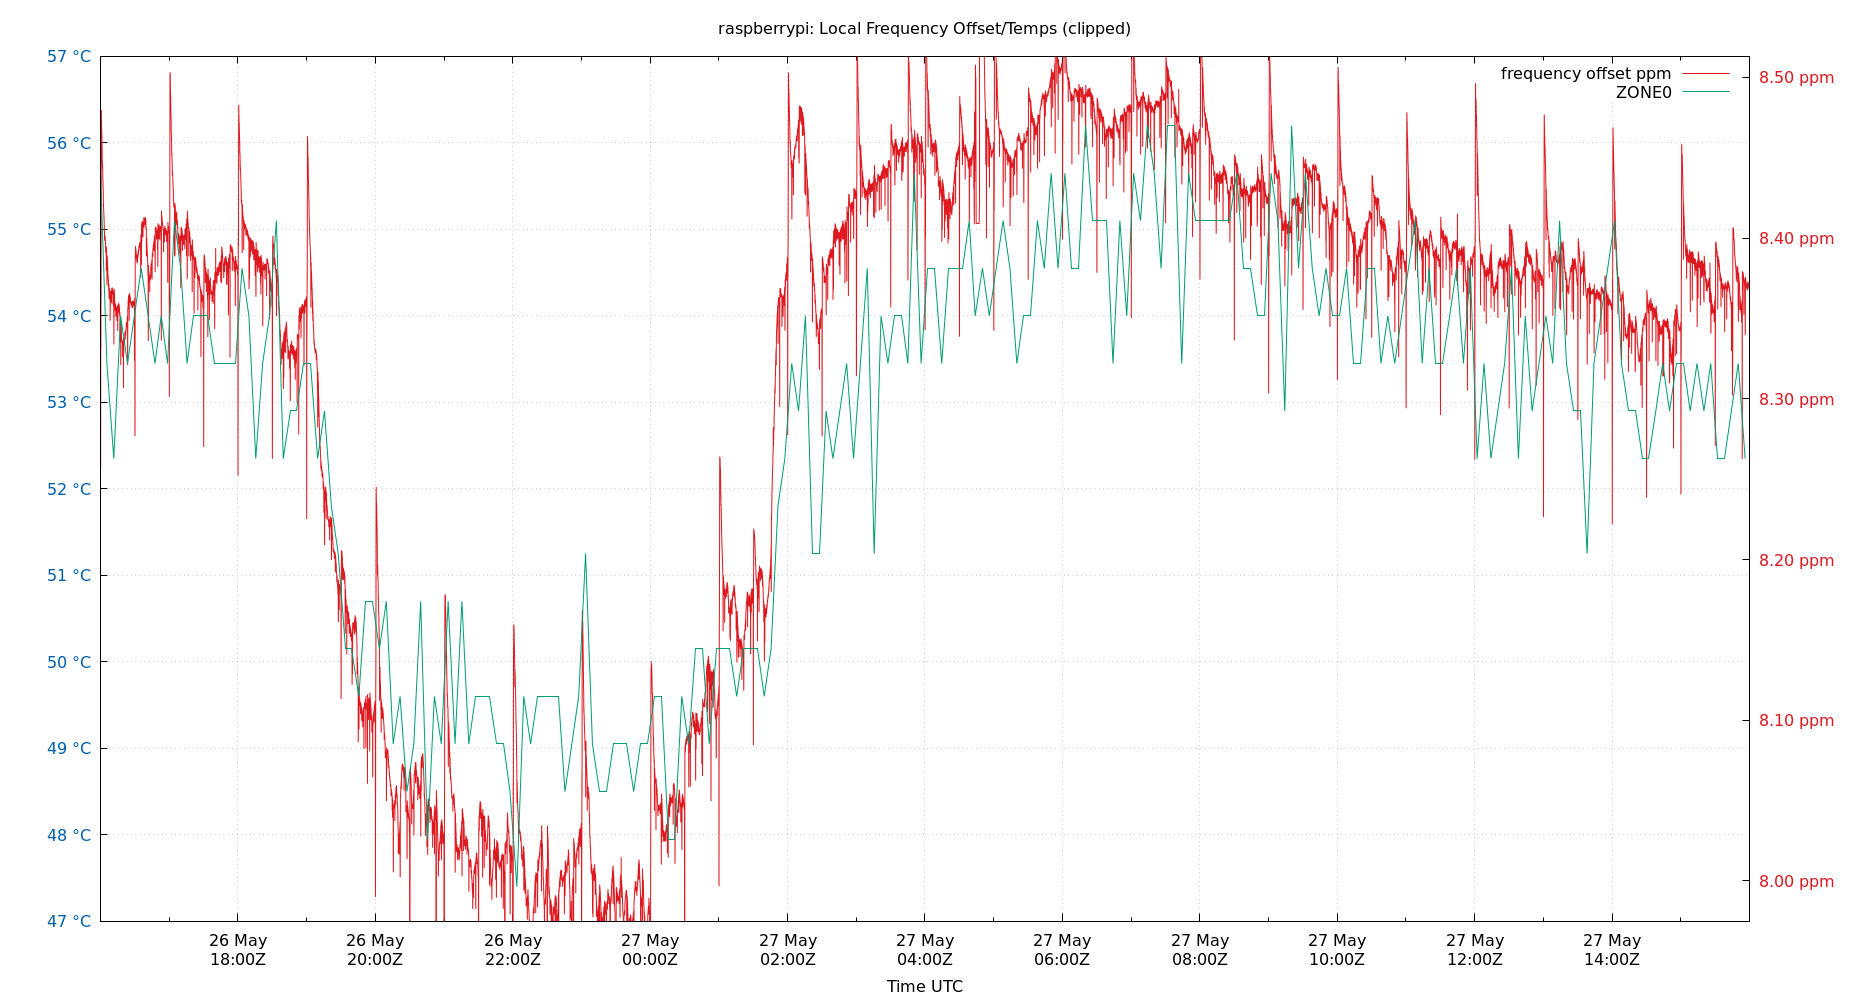 raspberrypi: Local Frequency Offset/Temps (clipped)
57 °C
56 °C
55 °C
54 °C
53 °C
52 °C
51 °C
50 °C
49 °C
48 °C
47 °C
frequency offset ppm
ZONE0
8.50 ppm
8.40 ppm
8.30 ppm
8.20 ppm
8.10 ppm
8.00 ppm
26 May
18:00Z
26 May
20:00Z
26 May
22:00Z
27 May
00:00Z
27 May
02:00Z
27 May
04:00Z
27 May
06:00Z
27 May
08:00Z
27 May
10:00Z
27 May
12:00Z
27 May
14:00Z
Time UTC